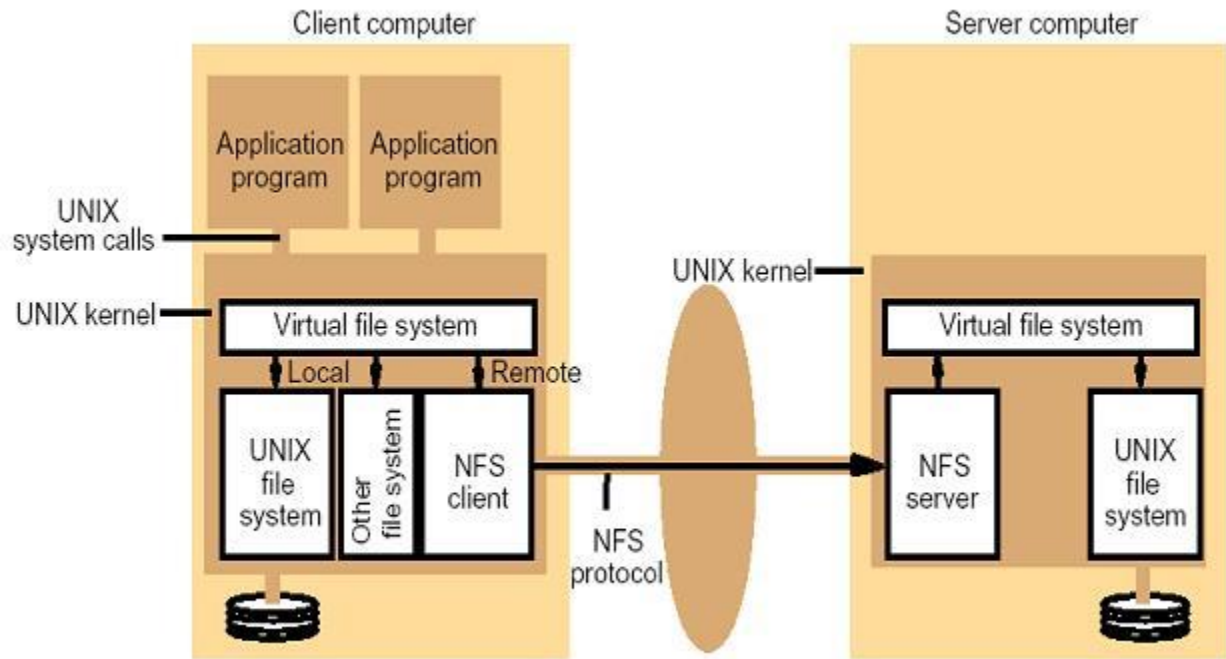 Client computer
Server computer
Application
program
Application
program
UNIX
system calls
UNIX kernel
UNIX kernel
Virtual file system
Virtual file system
Local
Remote
UNIX
file
system
Other
file system
NFS
client
NFS
server
UNIX
file
system
NFS
protocol